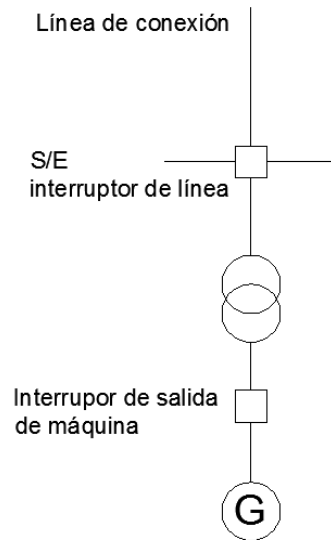 Línea de conexión
S/E
interruptor de línea
Interrupor de salida
de máquina
G